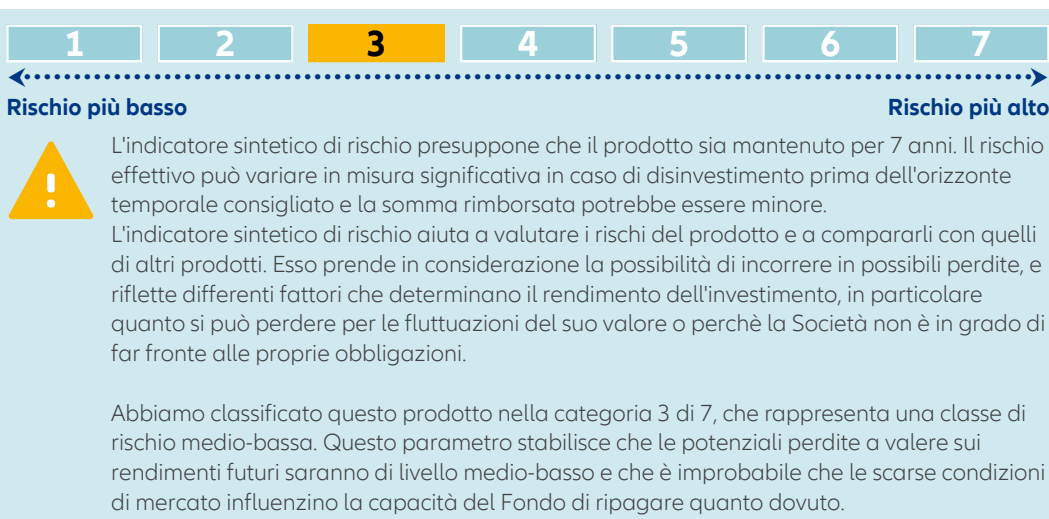 1 2 3 4 5 6 7
Rischio più basso Rischio più alto
L'indicatore sintetico di rischio presuppone che il prodotto sia mantenuto per 7 anni. Il rischio
effettivo può variare in misura significativa in caso di disinvestimento prima dell'orizzonte
temporale consigliato e la somma rimborsata potrebbe essere minore.
L'indicatore sintetico di rischio aiuta a valutare i rischi del prodotto e a compararli con quelli
di altri prodotti. Esso prende in considerazione la possibilità di incorrere in possibili perdite, e
riflette differenti fattori che determinano il rendimento dell'investimento, in particolare
quanto si può perdere per le fluttuazioni del suo valore o perchè la Società non è in grado di
far fronte alle proprie obbligazioni.
Abbiamo classificato questo prodotto nella categoria 3 di 7, che rappresenta una classe di
rischio medio-bassa. Questo parametro stabilisce che le potenziali perdite a valere sui
rendimenti futuri saranno di livello medio-basso e che è improbabile che le scarse condizioni
di mercato influenzino la capacità del Fondo di ripagare quanto dovuto.